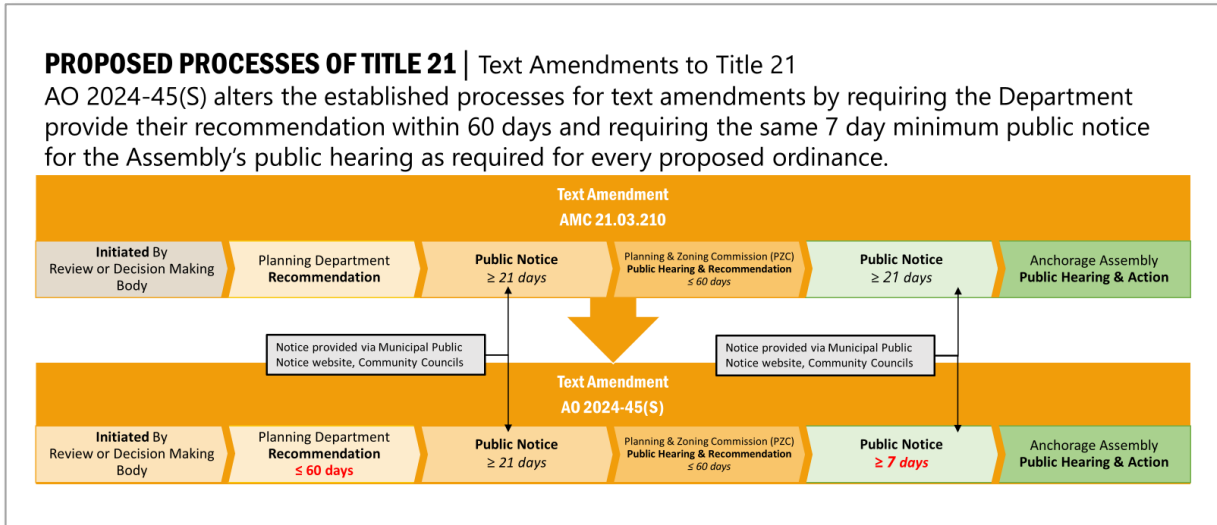 PROPOSED PROCESSES OF TITLE 21 | Text Amendments to Title 21
AO 2024-45(S) alters the established processes for text amendments by requiring the Department
provide their recommendation within 60 days and requiring the same 7 day minimum public notice
for the Assembly's public hearing as required for every proposed ordinance.
Text Amendment
AMC 21.03.210
Initiated By
Review or Decision Making
Body
Planning Department
Recommendation
Public Notice
≥ 21 days
Planning & Zoning Commission (PZC)
Public Hearing & Recommendation
≤ 60 days
Public Notice
≥ 21 days
Anchorage Assembly
Public Hearing & Action
Notice provided via Municipal Public
Notice website, Community Councils
Notice provided via Municipal Public
Notice website, Community Councils
Text Amendment
AO 2024-45(S)
Initiated By
Review or Decision Making
Body
Planning Department
Recommendation
≤ 60 days
Public Notice
≥ 21 days
Planning & Zoning Commission (PZC)
Public Hearing & Recommendation
≤ 60 days
Public Notice
≥ 7 days
Anchorage Assembly
Public Hearing & Action